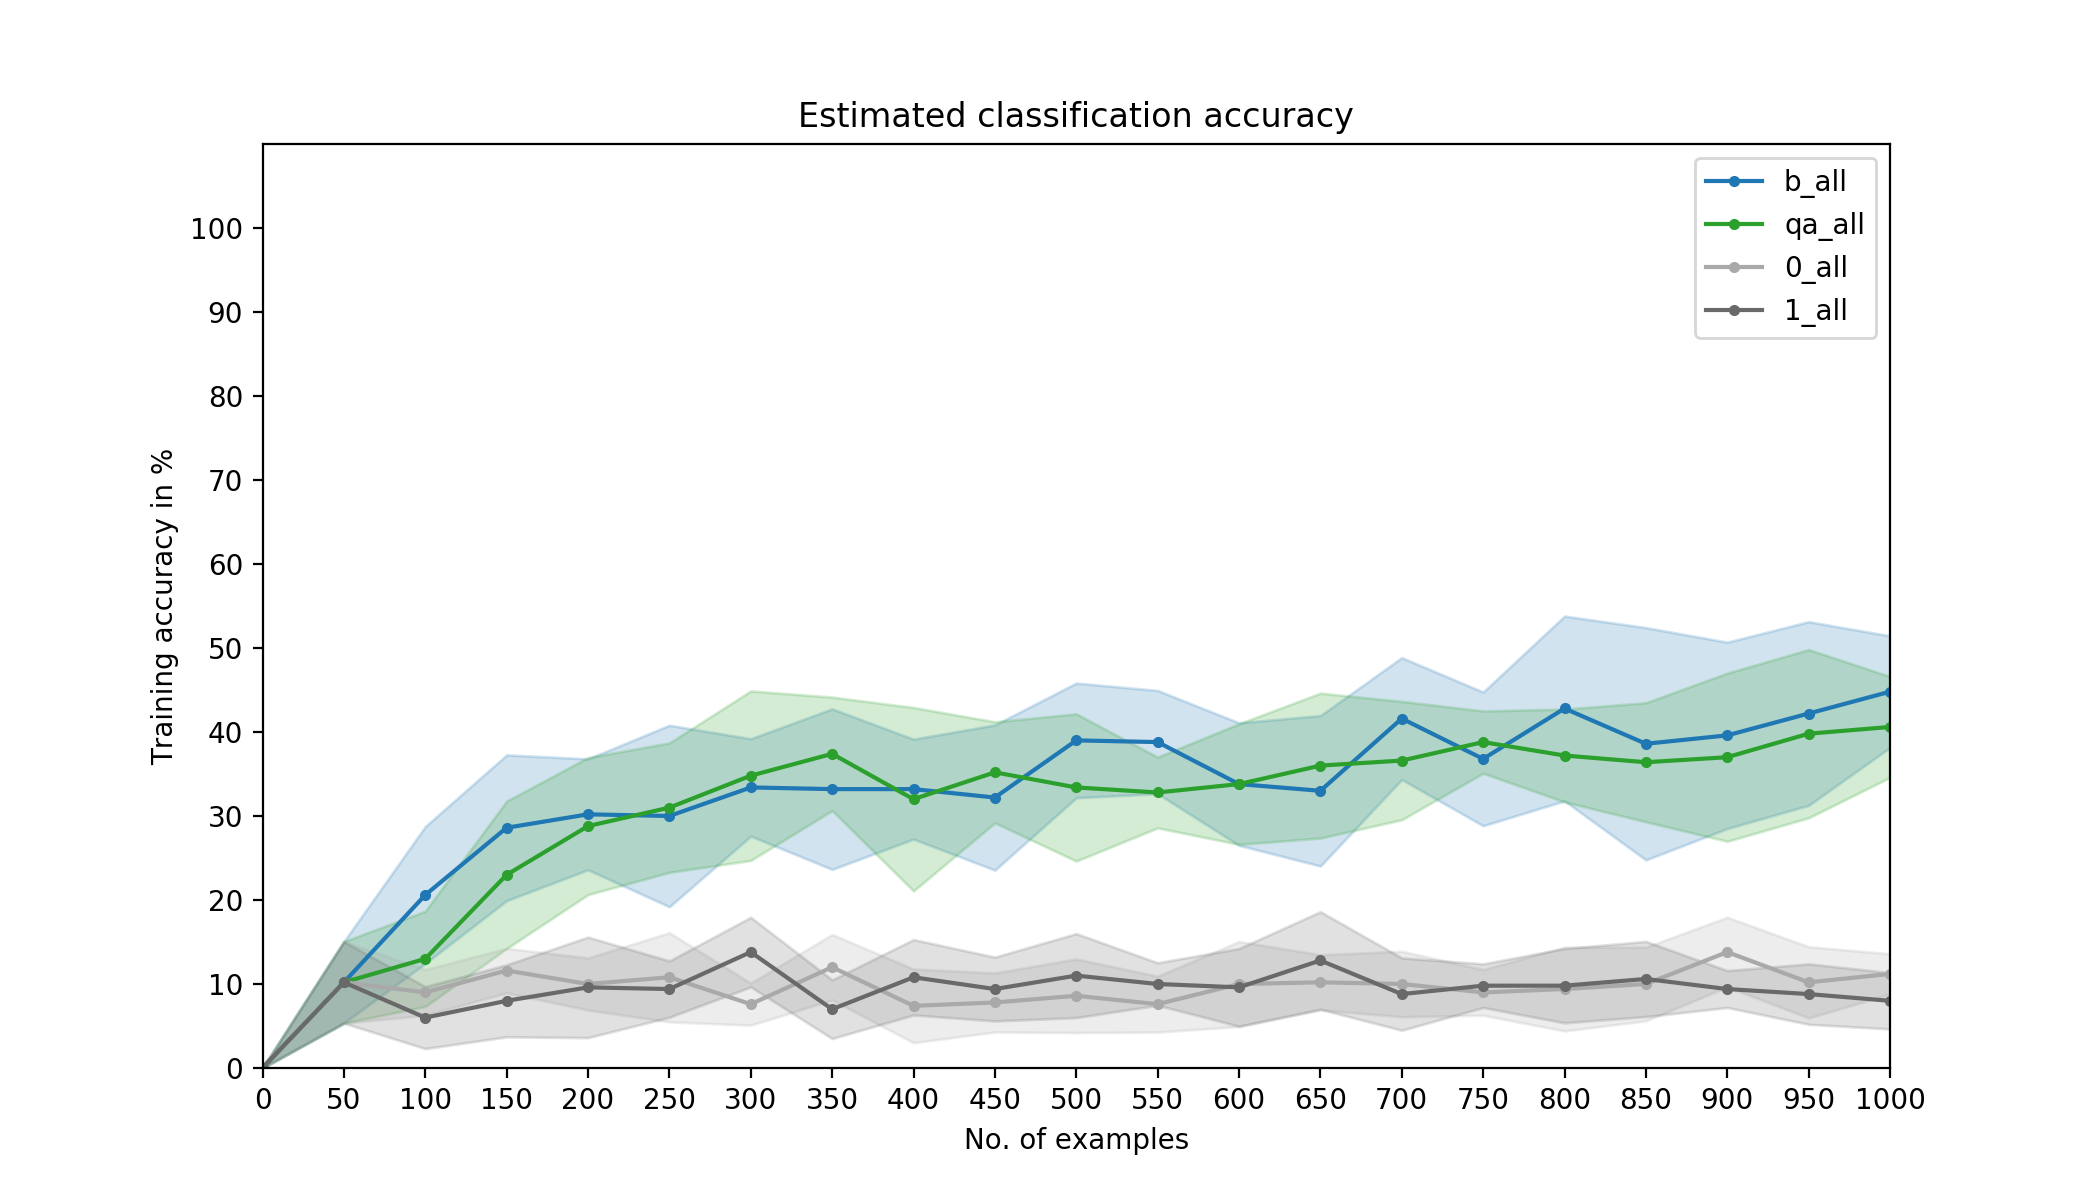 Estimated classification accuracy
b_all
qa_all
0_all
1_all
Training accuracy in %
100
90
80
70
60
50
40
30
20
10
0
0 50 100 150 200 250 300 350 400 450 500 550 600 650 700 750 800 850 900 950 1000
No. of examples